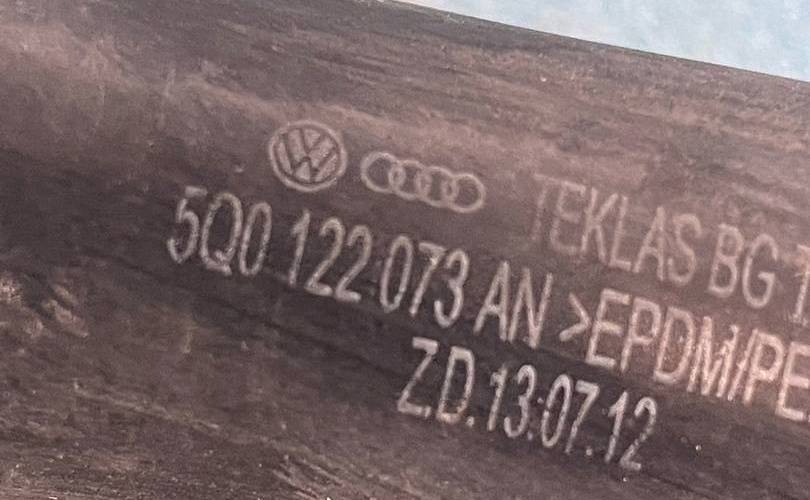 TEKLAS BG
5Q0 122 073 AN >EPDM/PE
Z.D.13.07.12